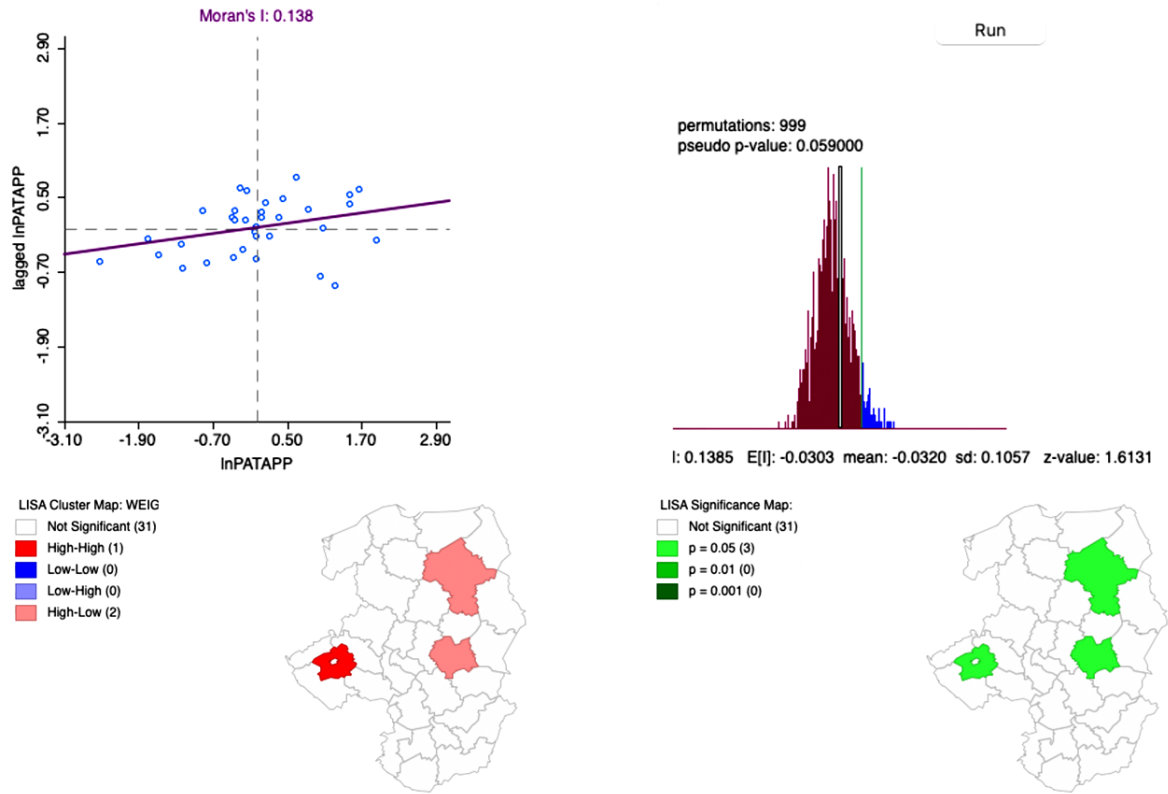 Moran's I: 0.138
2.90
1.70
0.50
-0.70
-1.90
-3.10
lagged lnPATAPP
-3.10 -1.90 -0.70 0.50 1.70 2.90
lnPATAPP
Run
permutations: 999
pseudo p-value: 0.059000
I: 0.1385 E[I]: -0.0303 mean: -0.0320 sd: 0.1057 z-value: 1.6131
LISA Cluster Map: WEIG
Not Significant (31)
High-High (1)
Low-Low (0)
Low-High (0)
High-Low (2)
LISA Significance Map:
Not Significant (31)
p = 0.05 (3)
p = 0.01 (0)
p = 0.001 (0)